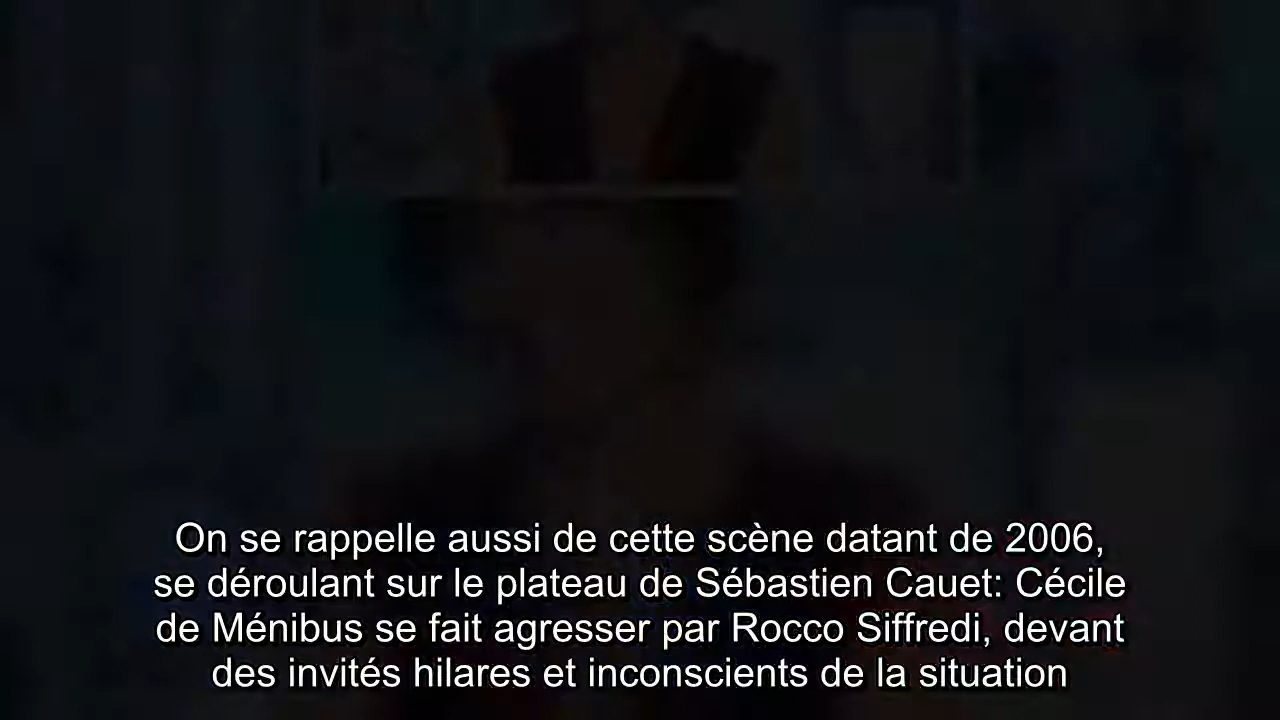 On se rappelle aussi de cette scène datant de 2006,
se déroulant sur le plateau de Sébastien Cauet: Cécile
de Ménibus se fait agresser par Rocco Siffredi, devant
des invités hilares et inconscients de la situation